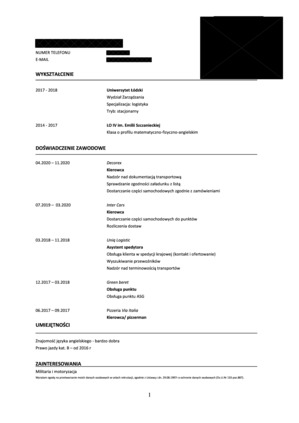 NUMER TELEFONU
E-MAIL
WYKSZTAŁCENIE
2017 - 2018
Uniwersytet Łódzki
Wydział Zarządzania
Specjalizacja: logistyka
Tryb: stacjonarny
2014 - 2017
LO IV im. Emilii Sczanieckiej
Klasa o profilu matematyczno-fizyczno-angielskim
DOŚWIADCZENIE ZAWODOWE
04.2020 – 11.2020
Decorex
Kierowca
Nadzór nad dokumentacją transportową
Sprawdzanie zgodności załadunku z listą
Dostarczanie części samochodowych zgodnie z zamówieniami
07.2019 – 03.2020
Inter Cars
Kierowca
Dostarczanie części samochodowych do punktów
Rozliczenia dostaw
03.2018 – 11.2018
Uniq Logistic
Asystent spedytora
Obsługa klienta w spedycji krajowej (kontakt i ofertowanie)
Wyszukiwanie przewoźników
Nadzór nad terminowością transportów
12.2017 – 03.2018
Green beret
Obsługa punktu
Obsługa punktu ASG
06.2017 – 09.2017
Pizzeria Via Italia
Kierowca/ pizzerman
UMIEJĘTNOŚCI
Znajomość języka angielskiego - bardzo dobra
Prawo jazdy kat. B – od 2016 r
ZAINTERESOWANIA
Militaria i motoryzacja
1